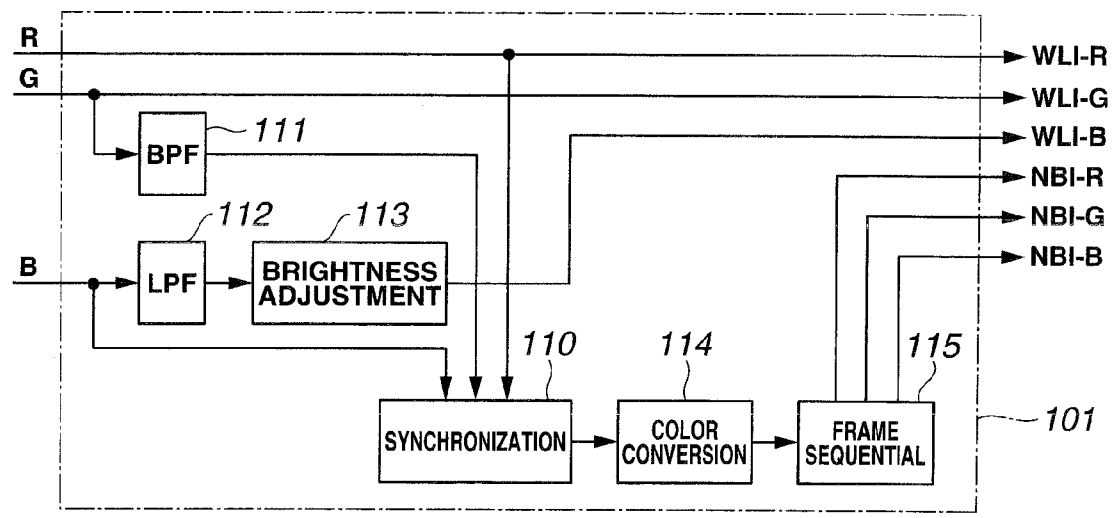 R
WLI-R
G
WLI-G
111
WLI-B
BPF
NBI-R
112
113
NBI-G
B
LPF
BRIGHTNESS
ADJUSTMENT
NBI-B
110
114
115
SYNCHRONIZATION
COLOR
CONVERSION
FRAME
SEQUENTIAL
101